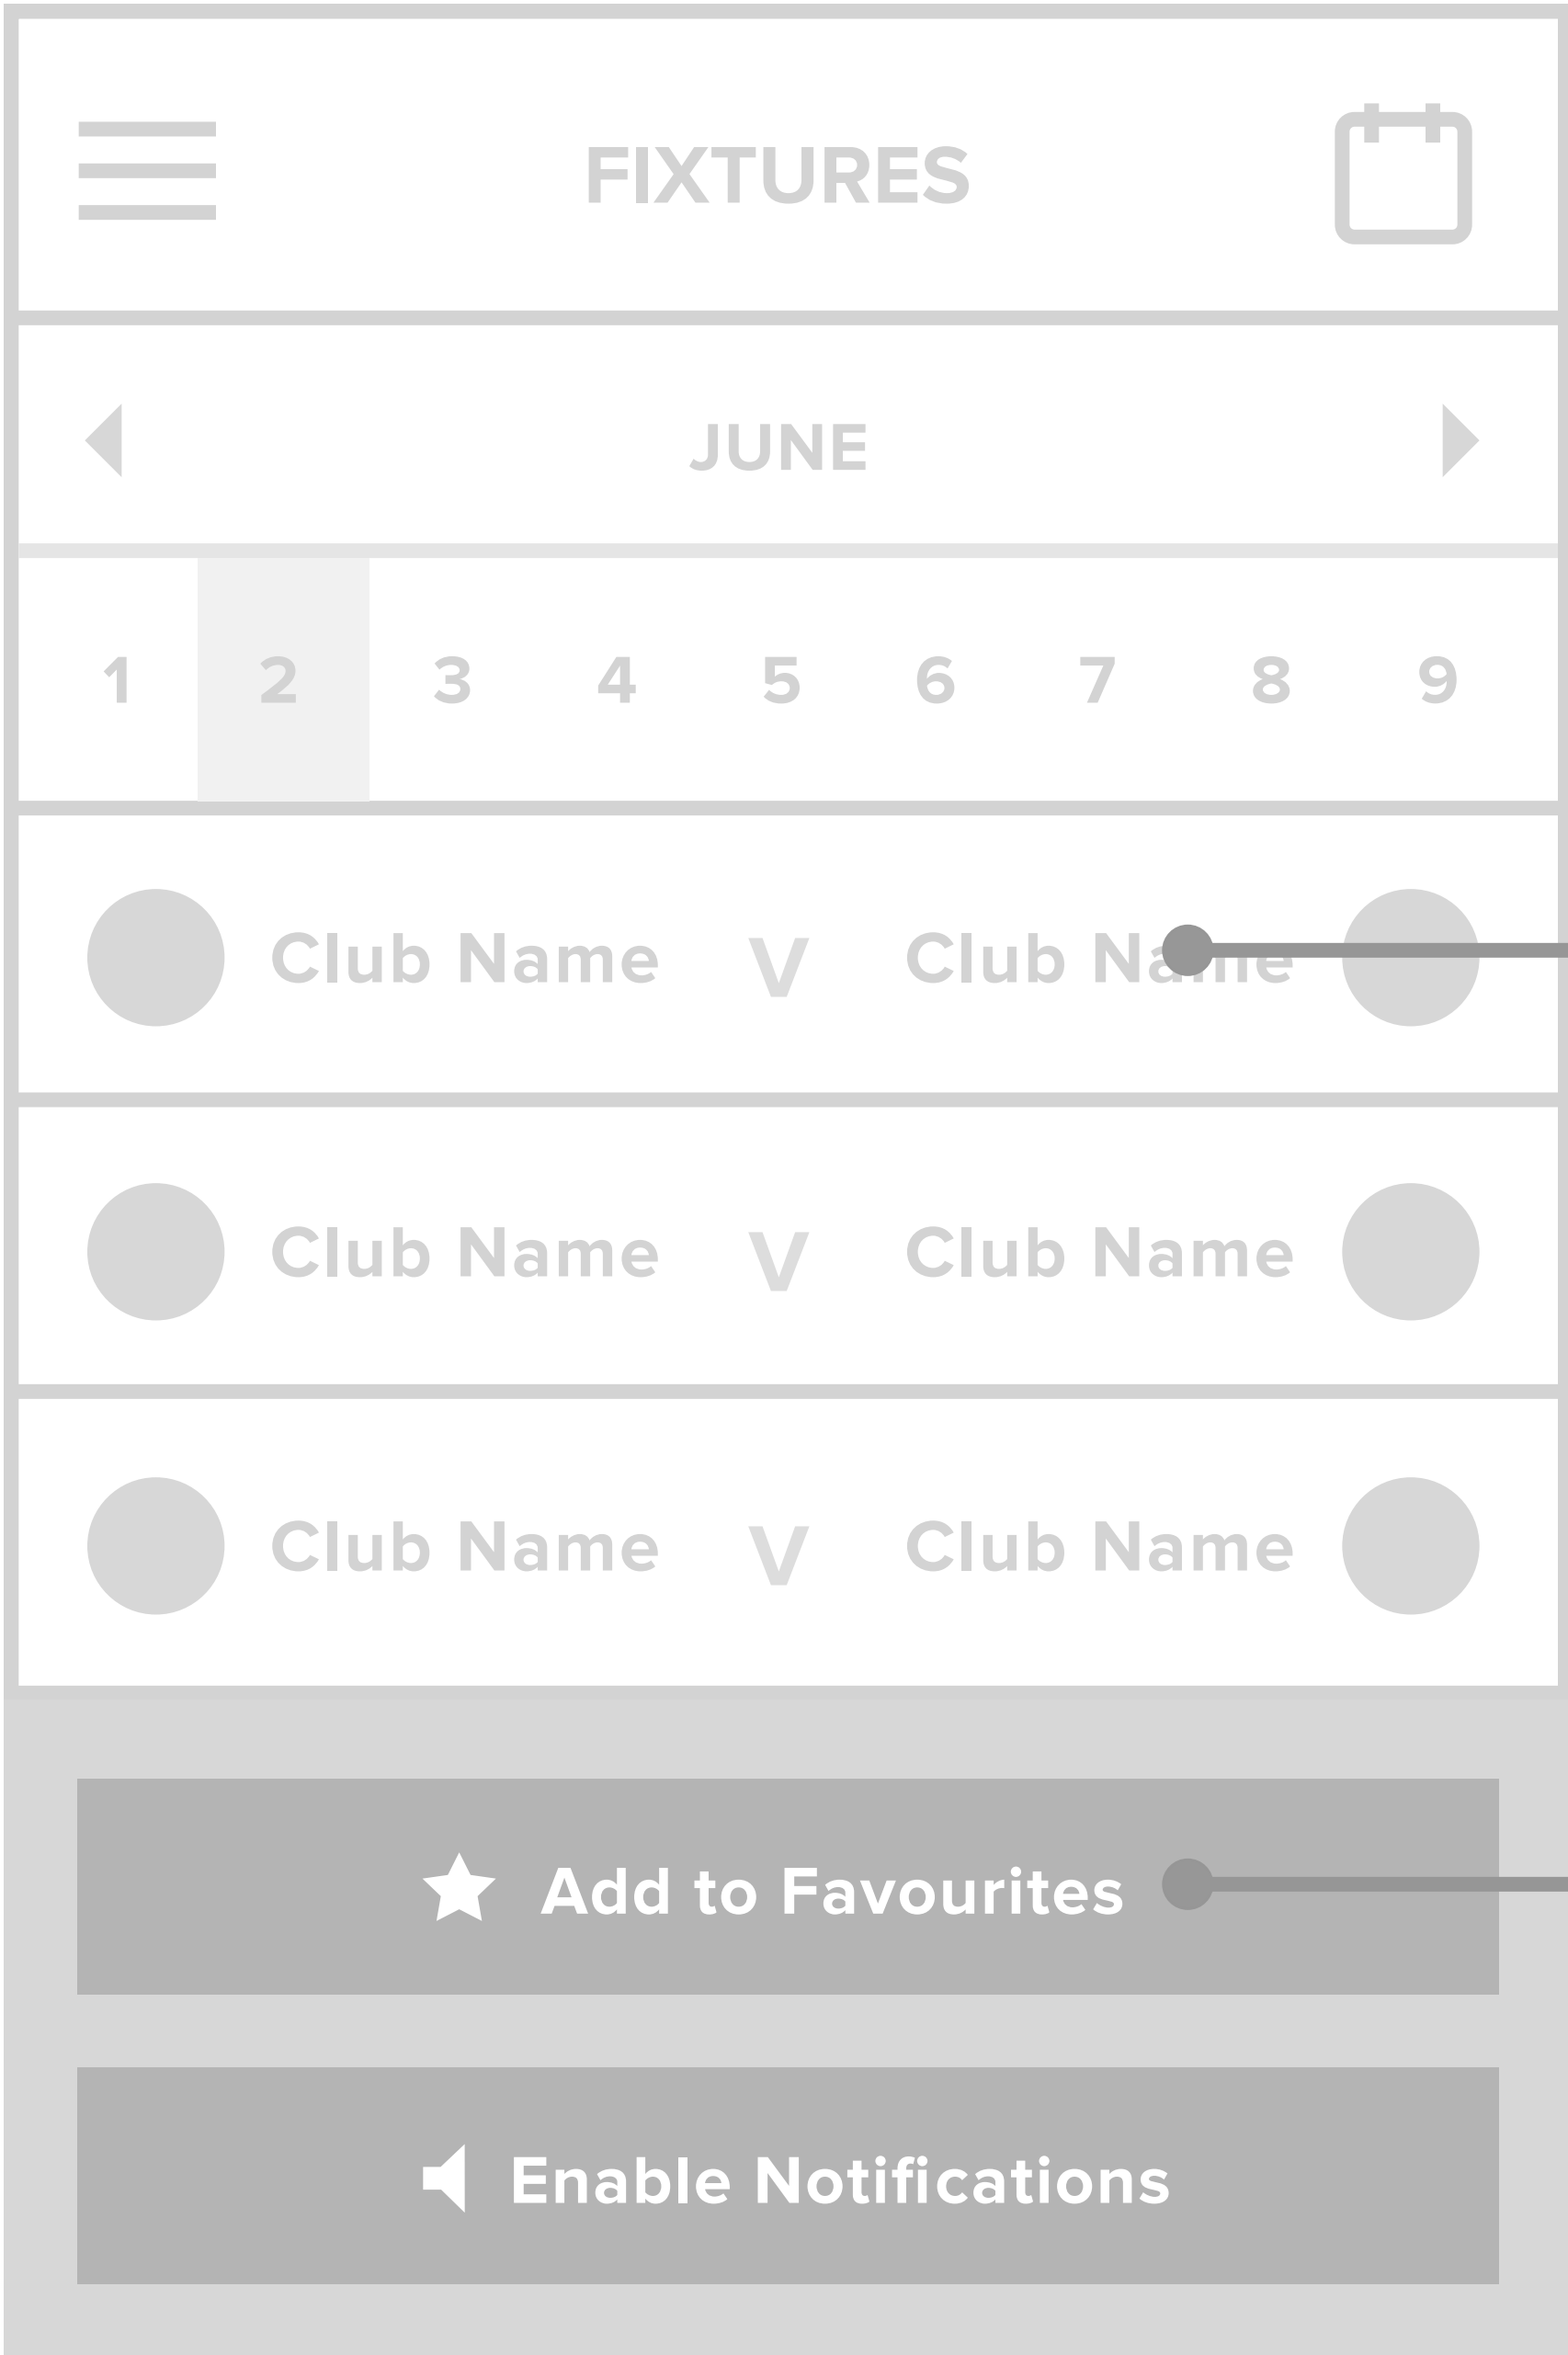 FIXTURES
JUNE
1 2 3 4 5 6 7 8 9
Club Name V Club Name
Club Name V Club Name
Club Name V Club Name
Add to Favourites
Enable Notifications